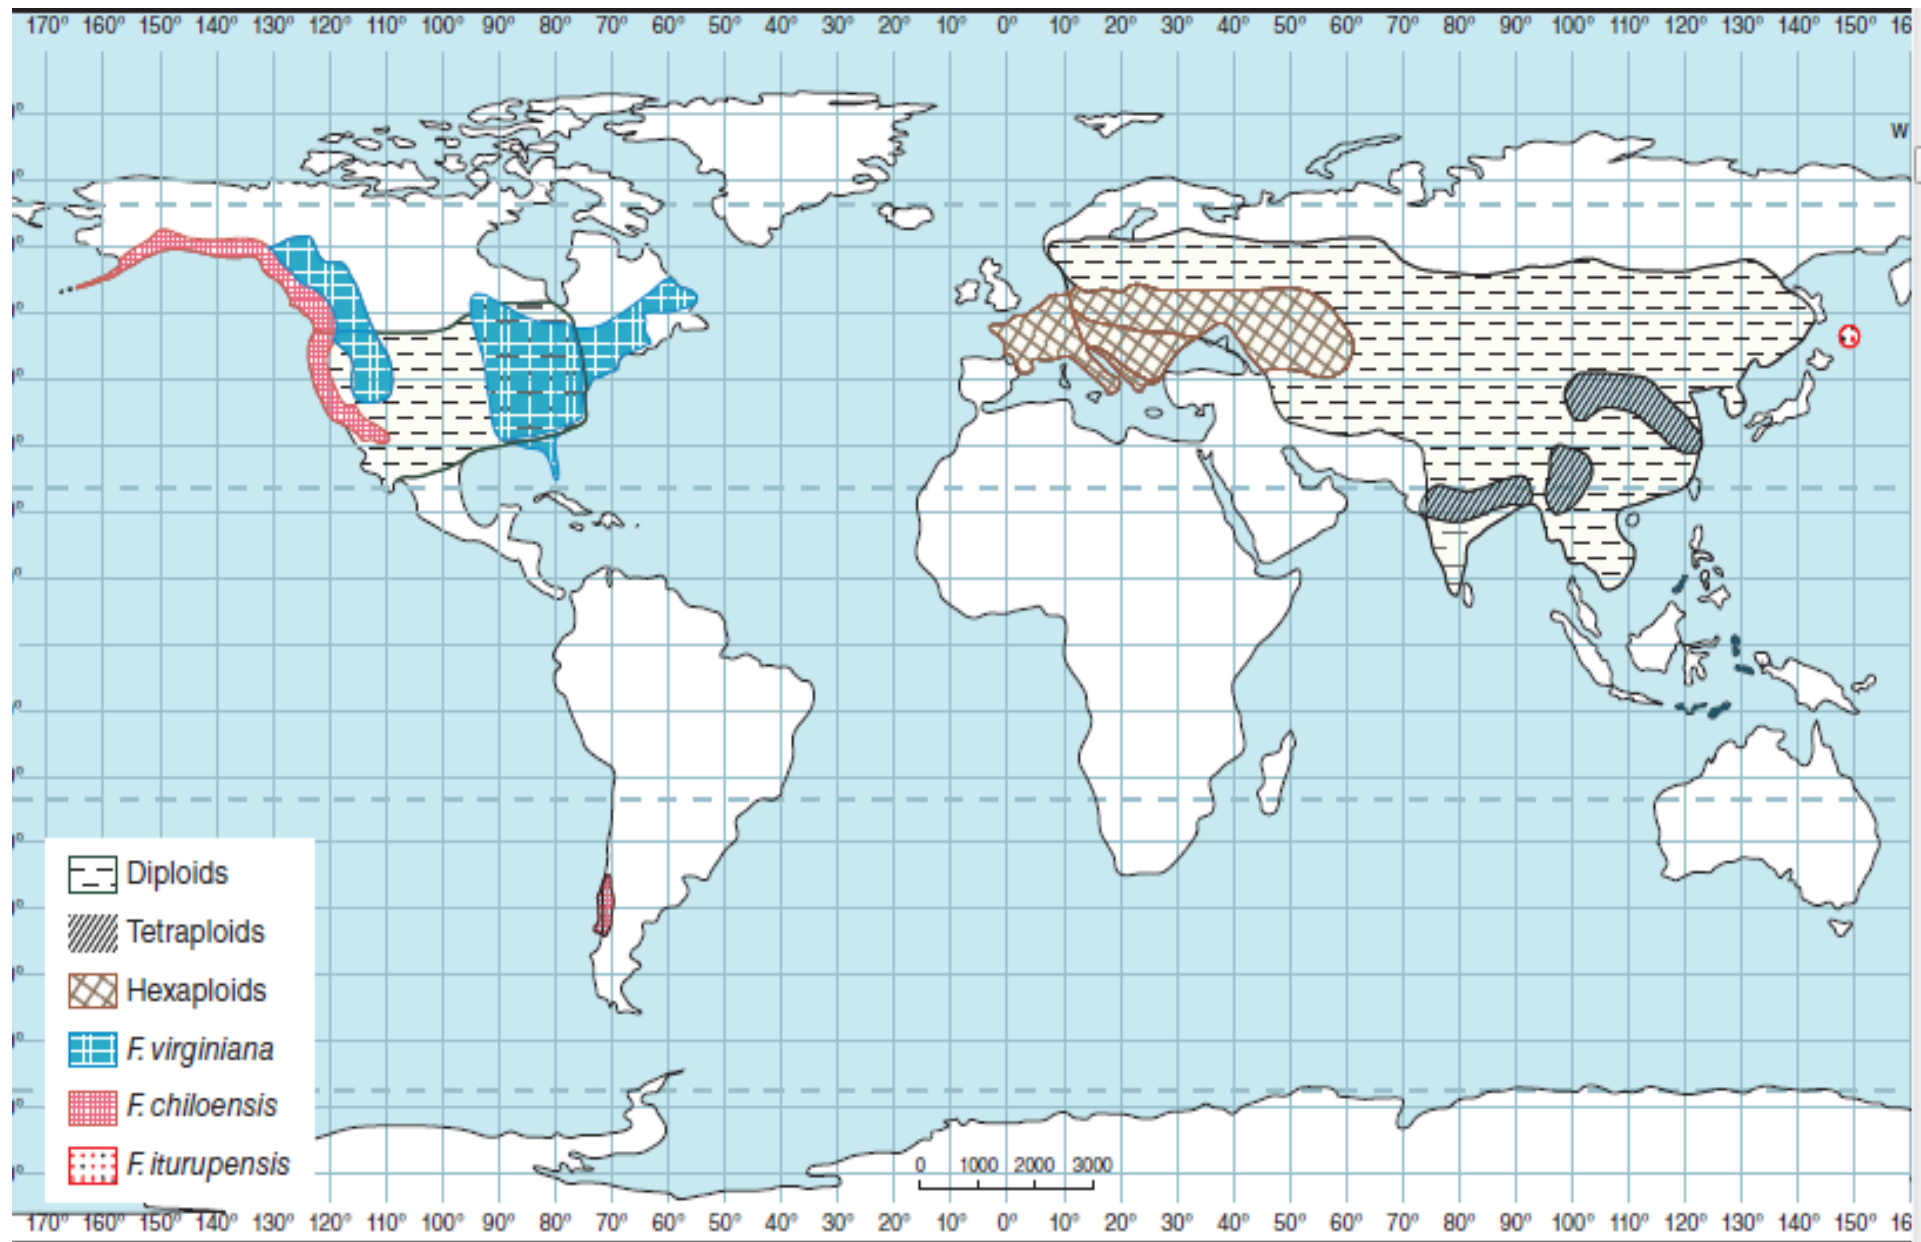 170° 160° 150° 140° 130° 120° 110° 100° 90° 80° 70° 60° 50° 40° 30° 20° 10° 0° 10° 20° 30° 40° 50° 60° 70° 80° 90° 100° 110° 120° 130° 140° 150° 16
W
Diploids
Tetraploids
Hexaploids
F. virginiana
F. chiloensis
F. iturupensis
0 1000 2000 3000
170° 160° 150° 140° 130° 120° 110° 100° 90° 80° 70° 60° 50° 40° 30° 20° 10° 0° 10° 20° 30° 40° 50° 60° 70° 80° 90° 100° 110° 120° 130° 140° 150° 16